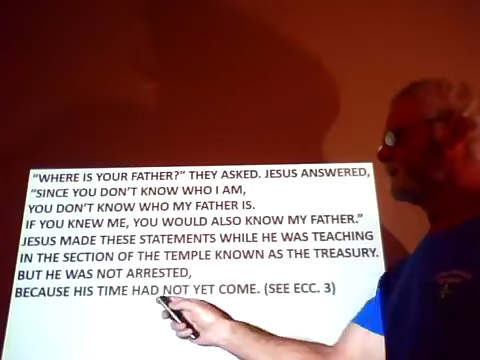 “WHERE IS YOUR FATHER?” THEY ASKED. JESUS ANSWERED,
“SINCE YOU DON’T KNOW WHO I AM,
YOU DON’T KNOW WHO MY FATHER IS.
IF YOU KNEW ME, YOU WOULD ALSO KNOW MY FATHER.”
JESUS MADE THESE STATEMENTS WHILE HE WAS TEACHING
IN THE SECTION OF THE TEMPLE KNOWN AS THE TREASURY.
BUT HE WAS NOT ARRESTED,
BECAUSE HIS TIME HAD NOT YET COME. (SEE ECC. 3)